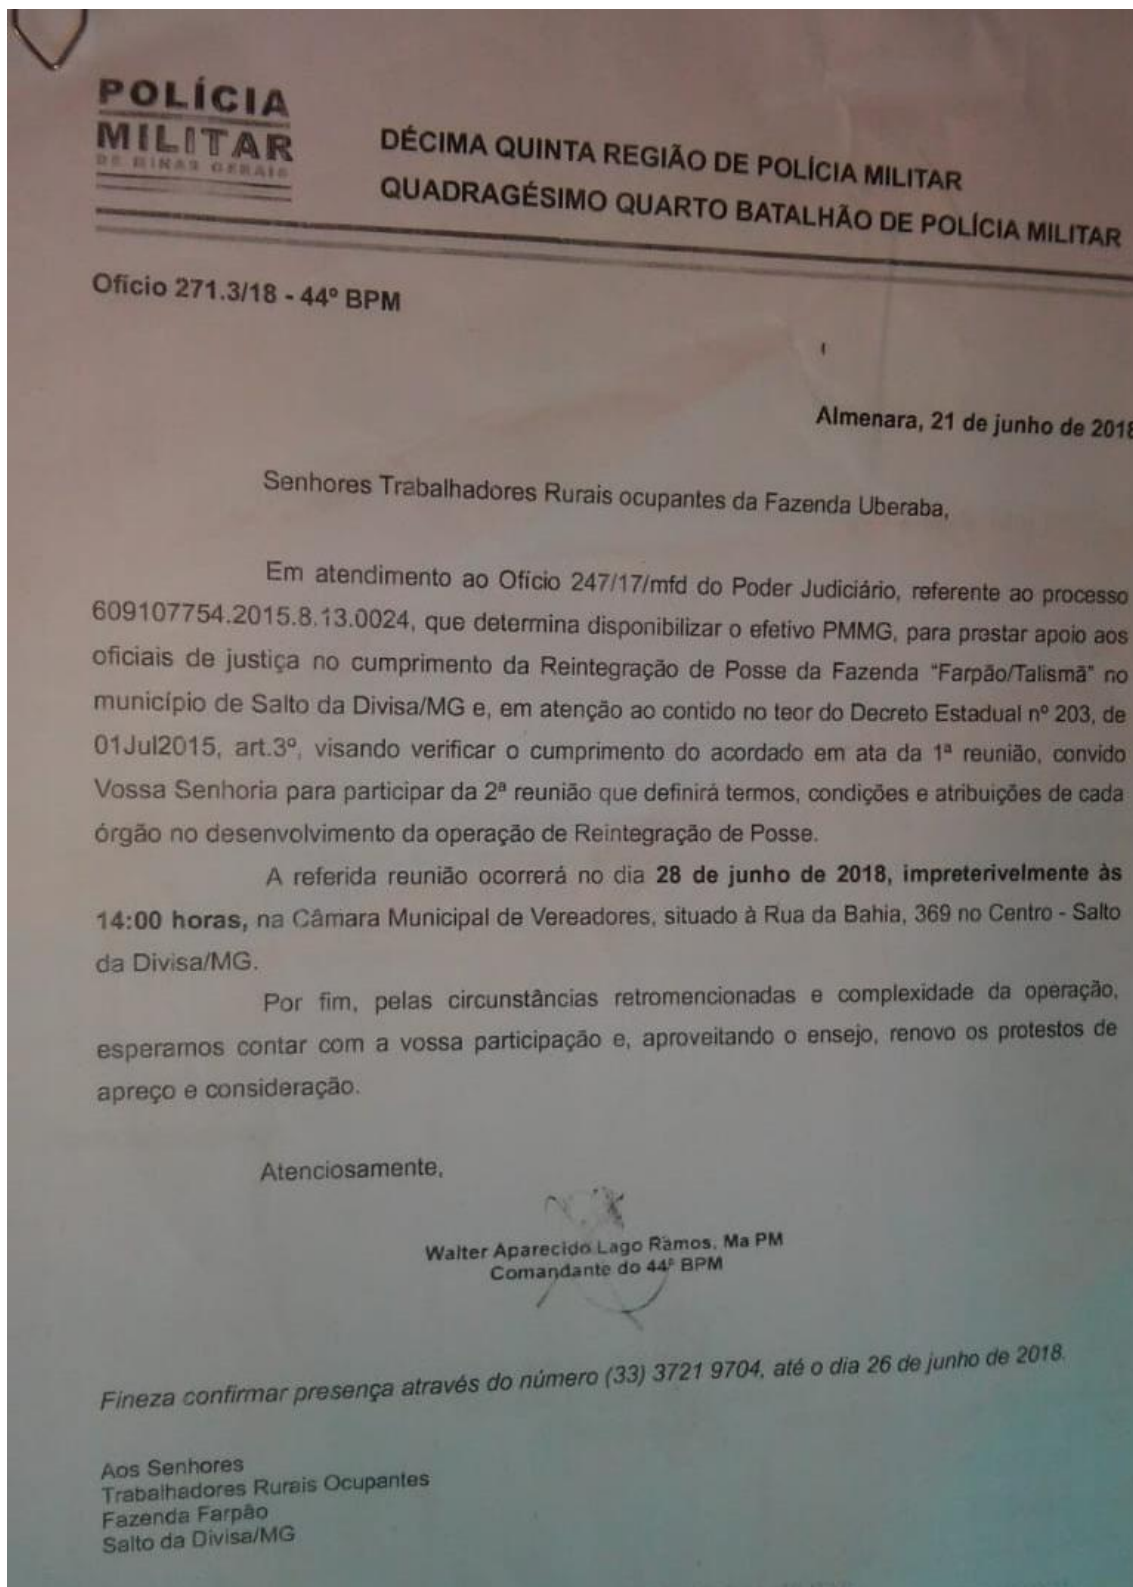 POLÍCIA
MILITAR
DE MINAS GERAIS
DÉCIMA QUINTA REGIÃO DE POLÍCIA MILITAR
QUADRAGÉSIMO QUARTO BATALHÃO DE POLÍCIA MILITAR
Ofício 271.3/18 - 44º BPM
Almenara, 21 de junho de 2018
Senhores Trabalhadores Rurais ocupantes da Fazenda Uberaba,
Em atendimento ao Ofício 247/17/mfd do Poder Judiciário, referente ao processo
609107754.2015.8.13.0024, que determina disponibilizar o efetivo PMMG, para prestar apoio aos
oficiais de justiça no cumprimento da Reintegração de Posse da Fazenda “Farpão/Talismã” no
município de Salto da Divisa/MG e, em atenção ao contido no teor do Decreto Estadual nº 203, de
01Jul2015, art.3º, visando verificar o cumprimento do acordado em ata da 1ª reunião, convido
Vossa Senhoria para participar da 2ª reunião que definirá termos, condições e atribuições de cada
órgão no desenvolvimento da operação de Reintegração de Posse.
A referida reunião ocorrerá no dia 28 de junho de 2018, impreterivelmente às
14:00 horas, na Câmara Municipal de Vereadores, situado à Rua da Bahia, 369 no Centro - Salto
da Divisa/MG.
Por fim, pelas circunstâncias retromencionadas e complexidade da operação,
esperamos contar com a vossa participação e, aproveitando o ensejo, renovo os protestos de
apreço e consideração.
Atenciosamente,
Walter Aparecido Lago Ramos, Ma PM
Comandante do 44º BPM
Fineza confirmar presença através do número (33) 3721 9704, até o dia 26 de junho de 2018.
Aos Senhores
Trabalhadores Rurais Ocupantes
Fazenda Farpão
Salto da Divisa/MG